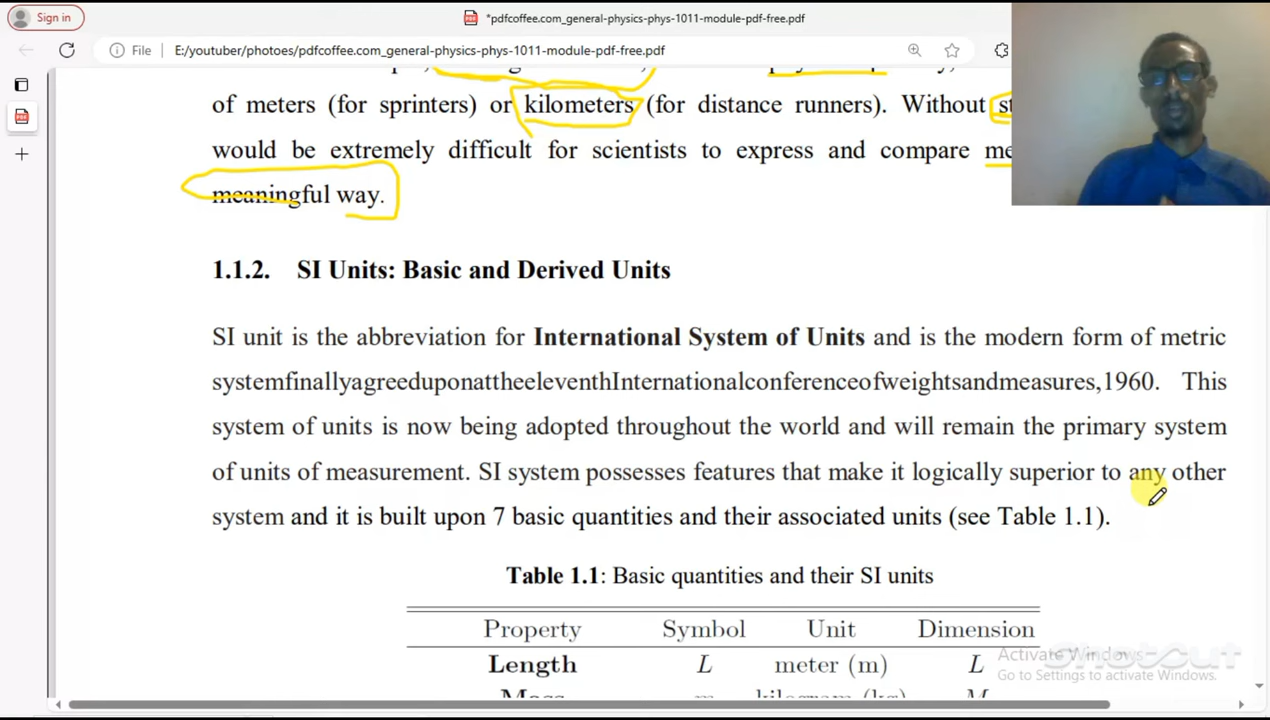 Sign in
*pdfcoffee.com_general-physics-phys-1011-module-pdf-free.pdf
File E:/youtuber/photoes/pdfcoffee.com_general-physics-phys-1011-module-pdf-free.pdf
of meters (for sprinters) or kilometers (for distance runners). Without
would be extremely difficult for scientists to express and compare
meaningful way.
1.1.2. SI Units: Basic and Derived Units
SI unit is the abbreviation for International System of Units and is the modern form of metric
systemfinallyagreeduponattheeleventhInternationalconferenceofweightsandmeasures,1960. This
system of units is now being adopted throughout the world and will remain the primary system
of units of measurement. SI system possesses features that make it logically superior to any other
system and it is built upon 7 basic quantities and their associated units (see Table 1.1).
Table 1.1: Basic quantities and their SI units
Property Symbol Unit Dimension
Activate Windows
Length L meter (m) L
Go to Settings to activate Windows.
Shotcut
Mass m kilogram (kg) M